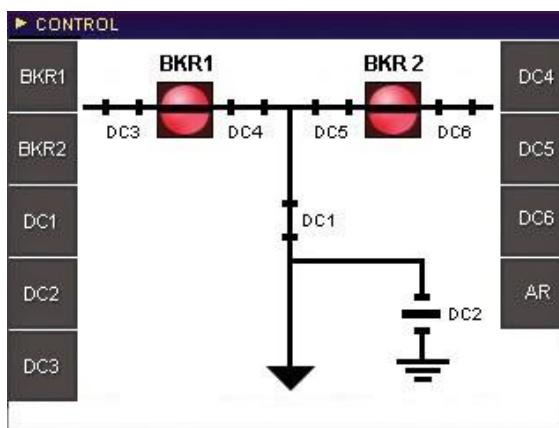 CONTROL
BKR1
BKR2
DC1
DC2
DC3
BKR1
BKR 2
DC3
DC4
DC5
DC6
DC1
DC2
DC4
DC5
DC6
AR